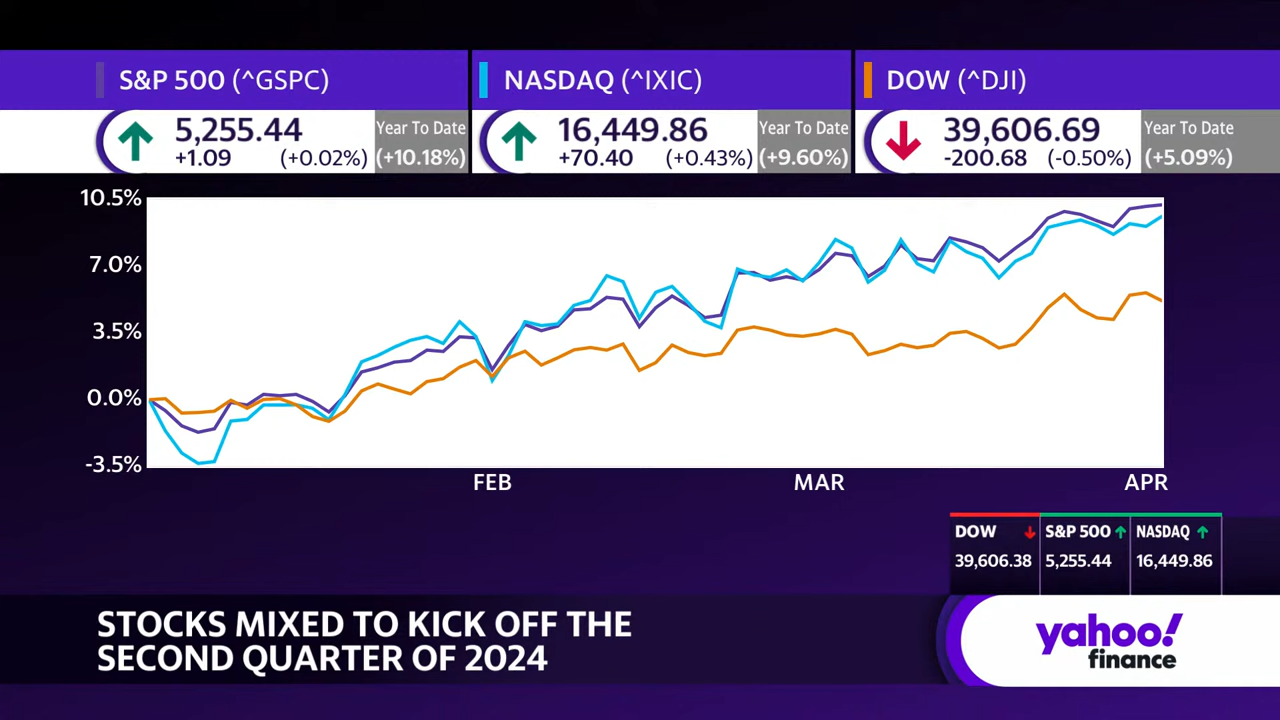 S&P 500 (^GSPC)
5,255.44
+1.09 (+0.02%)
Year To Date
(+10.18%)
NASDAQ (^IXIC)
16,449.86
+70.40 (+0.43%)
Year To Date
(+9.60%)
DOW (^DJI)
39,606.69
-200.68 (-0.50%)
Year To Date
(+5.09%)
10.5%
7.0%
3.5%
0.0%
-3.5%
FEB MAR APR
DOW S&P 500 NASDAQ
39,606.38 5,255.44 16,449.86
STOCKS MIXED TO KICK OFF THE
SECOND QUARTER OF 2024
yahoo!
finance